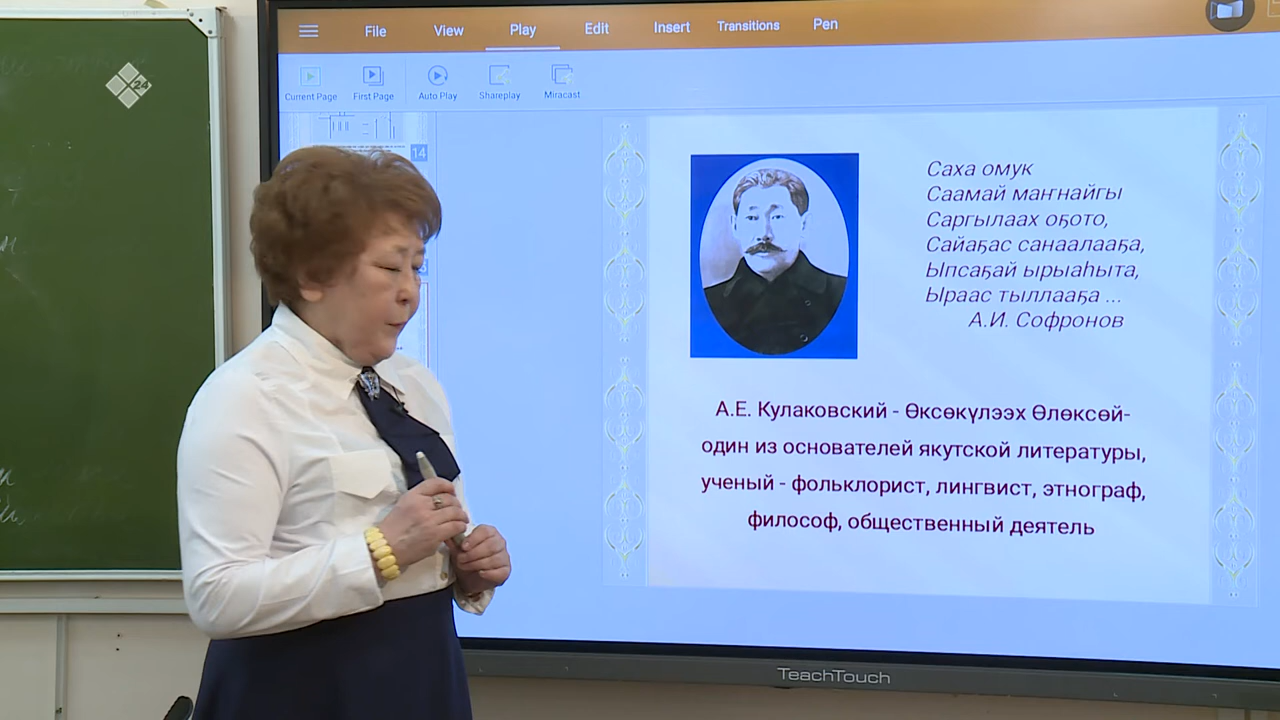 File View Play Edit Insert Transitions Pen
Current Page First Page Auto Play Shareplay Miracast
X24
14
Саха омук
Саамай маҥнайгы
Саргылаах оҕото,
Сайаҕас санаалааҕа,
Ыпсаҕай ырыаһыта,
Ыраас тыллааҕа ...
А.И. Софронов
А.Е. Кулаковский - Өксөкүлээх Өлөксөй-
один из основателей якутской литературы,
ученый - фольклорист, лингвист, этнограф,
философ, общественный деятель
TeachTouch